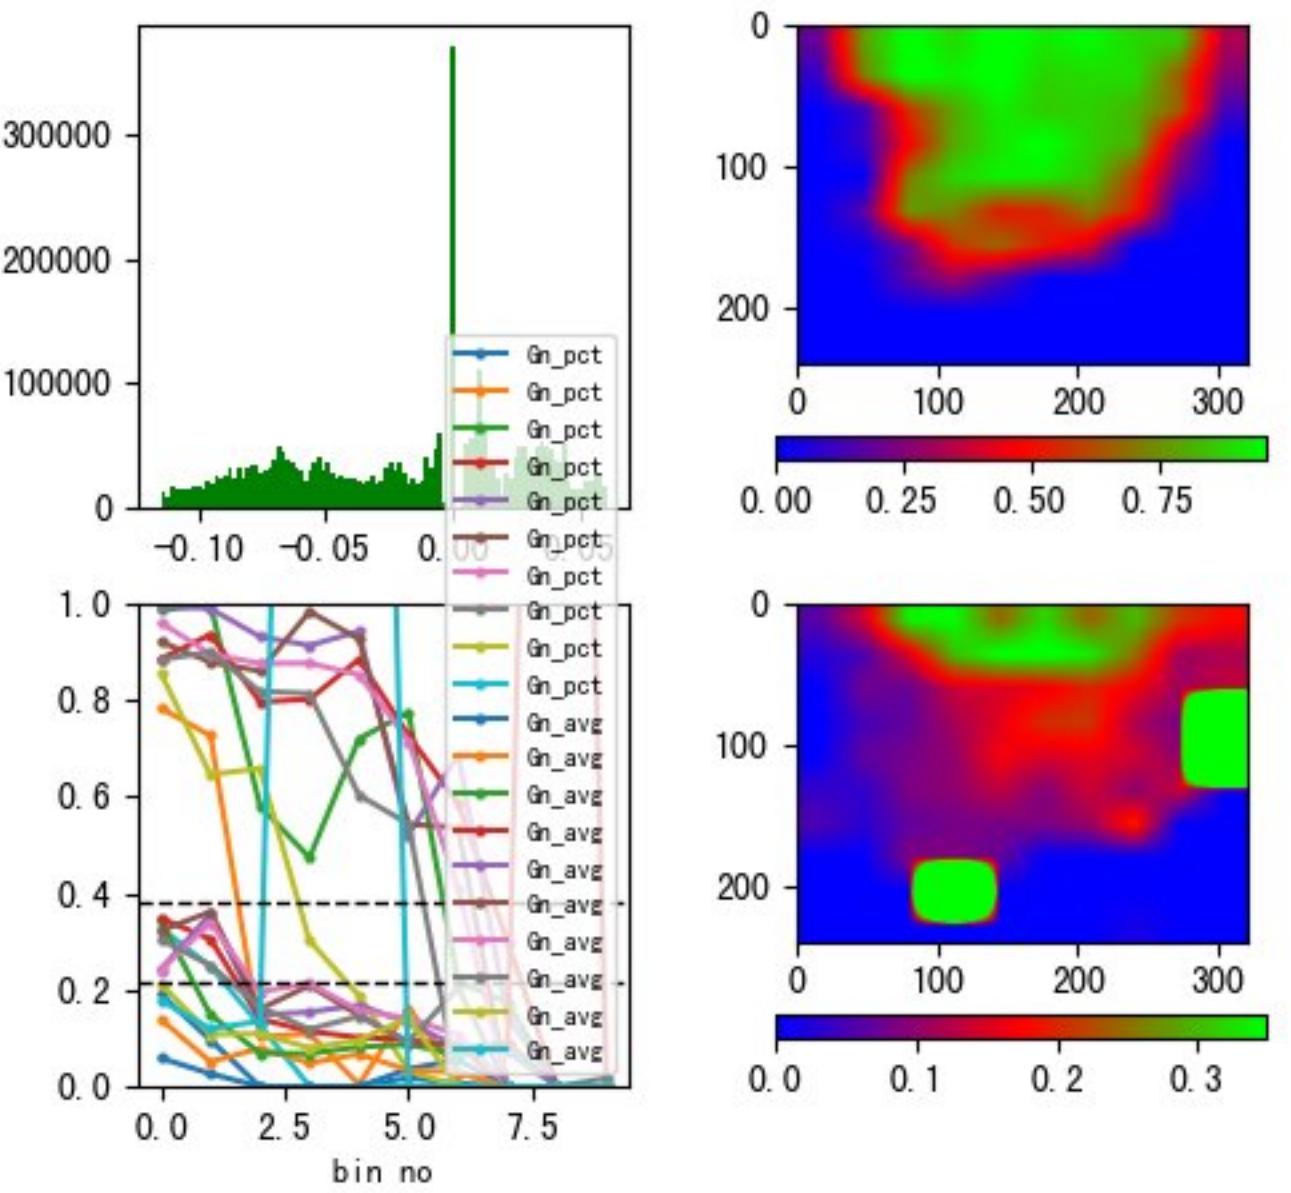 300000
200000
100000
0
-0.10 -0.05 0.00 0.05
Gn_pct
Gn_pct
Gn_pct
Gn_pct
Gn_pct
Gn_pct
Gn_pct
Gn_pct
Gn_pct
Gn_pct
Gn_avg
Gn_avg
Gn_avg
Gn_avg
Gn_avg
Gn_avg
Gn_avg
Gn_avg
Gn_avg
Gn_avg
1.0
0.8
0.6
0.4
0.2
0.0
0.0 2.5 5.0 7.5
bin no
0
100
200
0 100 200 300
0.00 0.25 0.50 0.75
0
100
200
0 100 200 300
0.0 0.1 0.2 0.3